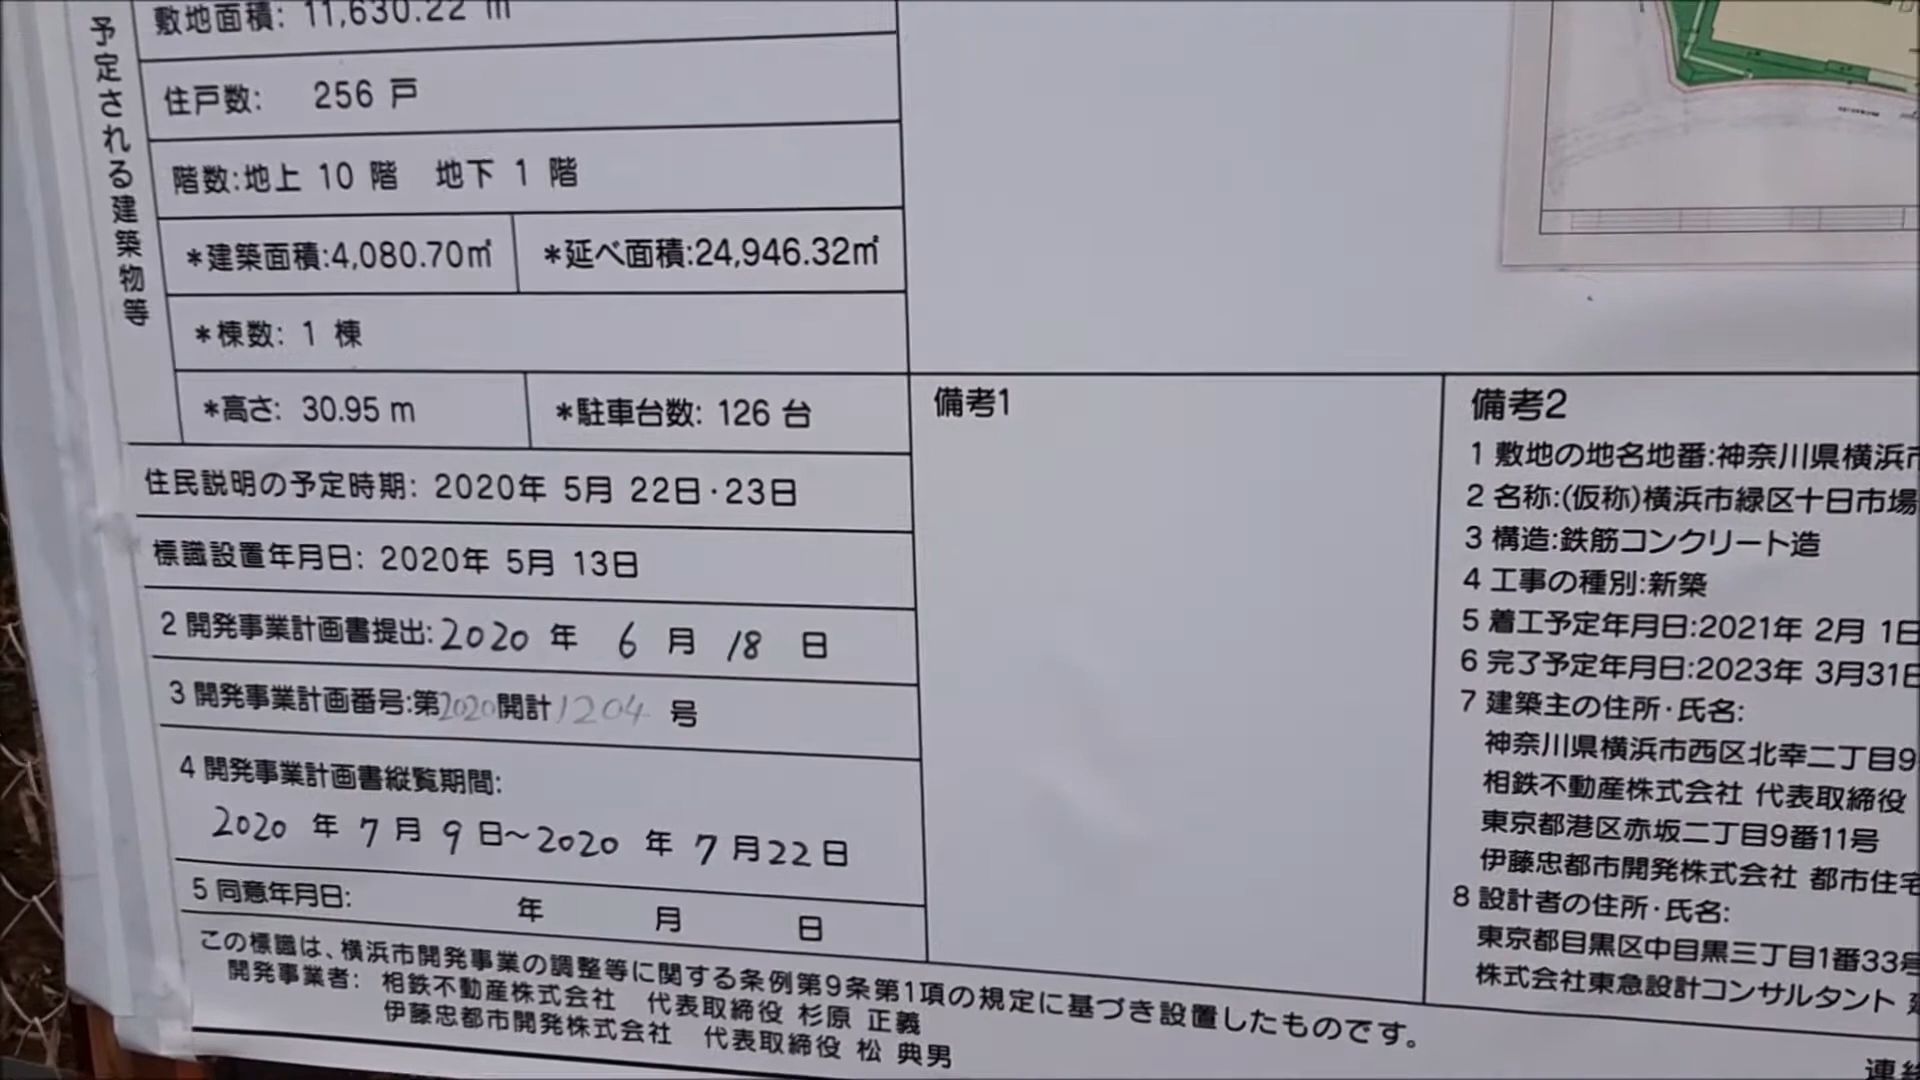 予定される建築物等
敷地面積: 11,630.22 ㎡
住戸数: 256 戸
階数:地上 10 階 地下 1 階
*建築面積:4,080.70㎡ *延べ面積:24,946.32㎡
*棟数: 1 棟
*高さ: 30.95 m *駐車台数: 126 台
住民説明の予定時期: 2020年 5月 22日・23日
標識設置年月日: 2020年 5月 13日
2 開発事業計画書提出: 2020 年 6 月 18 日
3 開発事業計画番号:第2020開計1204 号
4 開発事業計画書縦覧期間:
2020 年 7 月 9 日~2020 年 7 月22日
5 同意年月日: 年 月 日
この標識は、横浜市開発事業の調整等に関する条例第9条第1項の規定に基づき設置したものです。
開発事業者: 相鉄不動産株式会社 代表取締役 杉原 正義
伊藤忠都市開発株式会社 代表取締役 松 典男
備考1
備考2
1 敷地の地名地番:神奈川県横浜市
2 名称:(仮称)横浜市緑区十日市場
3 構造:鉄筋コンクリート造
4 工事の種別:新築
5 着工予定年月日:2021年 2月 1日
6 完了予定年月日:2023年 3月31日
7 建築主の住所・氏名:
神奈川県横浜市西区北幸二丁目9
相鉄不動産株式会社 代表取締役
東京都港区赤坂二丁目9番11号
伊藤忠都市開発株式会社 都市住宅
8 設計者の住所・氏名:
東京都目黒区中目黒三丁目1番33号
株式会社東急設計コンサルタント
連絡